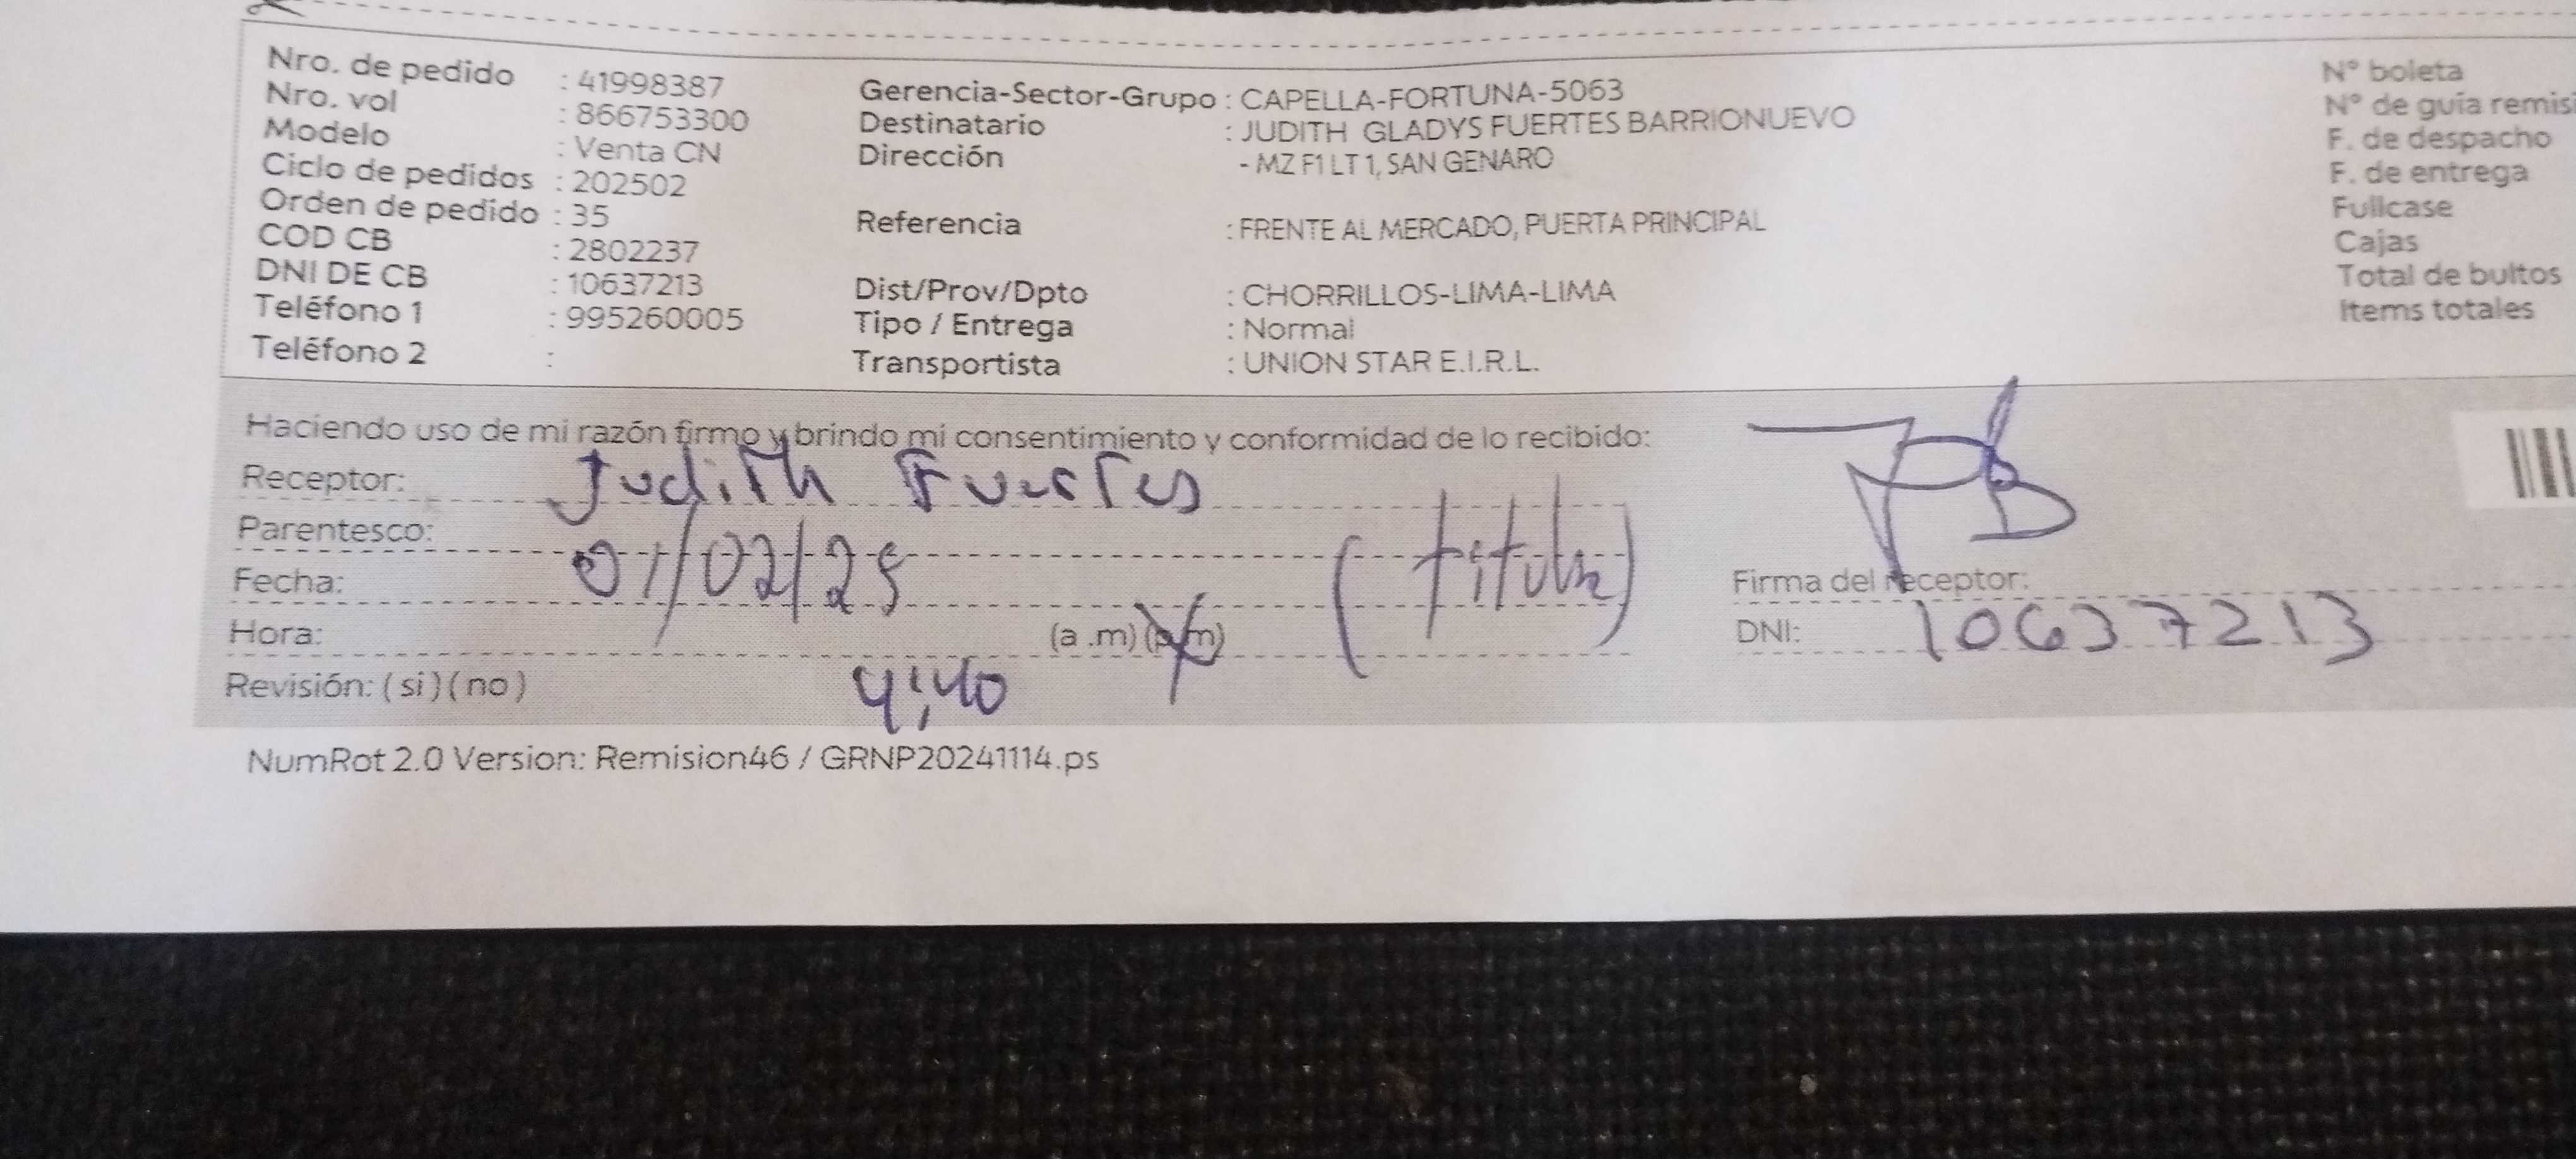 Nro. de pedido : 41998387
Nro. vol : 866753300
Modelo : Venta CN
Ciclo de pedidos : 202502
Orden de pedido : 35
COD CB : 2802237
DNI DE CB : 10637213
Teléfono 1 : 995260005
Teléfono 2 :
Gerencia-Sector-Grupo : CAPELLA-FORTUNA-5063
Destinatario : JUDITH GLADYS FUERTES BARRIONUEVO
Dirección - MZ F1 LT 1, SAN GENARO
Referencia : FRENTE AL MERCADO, PUERTA PRINCIPAL
Dist/Prov/Dpto : CHORRILLOS-LIMA-LIMA
Tipo / Entrega : Normal
Transportista : UNION STAR E.I.R.L.
N° boleta
N° de guía remisi
F. de despacho
F. de entrega
Fullcase
Cajas
Total de bultos
Items totales
Haciendo uso de mi razón firmo y brindo mi consentimiento y conformidad de lo recibido:
Receptor: Judith Fuertes
Parentesco: (titular)
Fecha: 01/02/25
Hora: 4:40 (a .m) (p.m)
Revisión: ( si ) ( no )
Firma del receptor:
DNI: 10637213
NumRot 2.0 Version: Remision46 / GRNP20241114.ps